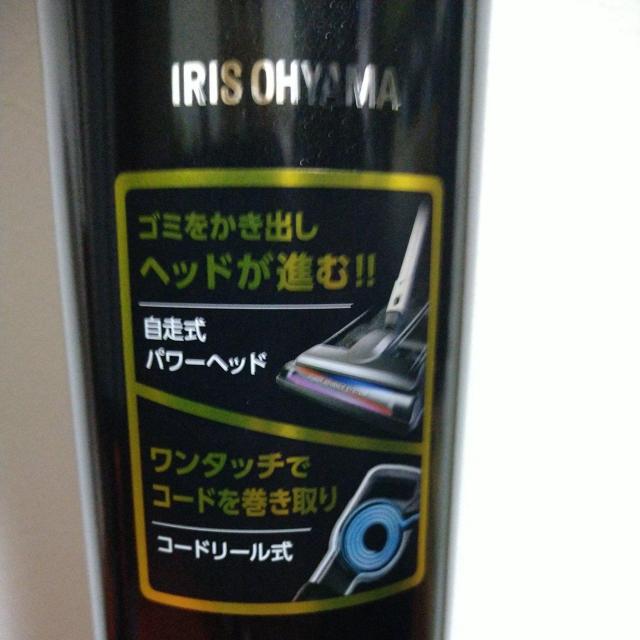 IRIS OHYAMA
ゴミをかき出し
ヘッドが進む!!
自走式
パワーヘッド
ワンタッチで
コードを巻き取り
コードリール式